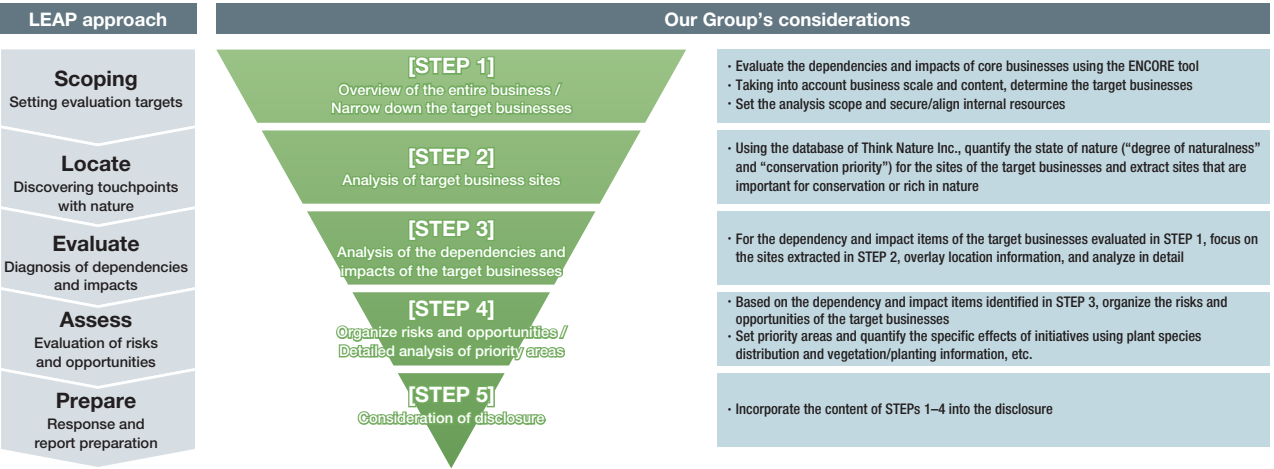 LEAP approach
Our Group's considerations
Scoping
Setting evaluation targets
[STEP 1]
Overview of the entire business /
Narrow down the target businesses
・Evaluate the dependencies and impacts of core businesses using the ENCORE tool
・Taking into account business scale and content, determine the target businesses
・Set the analysis scope and secure/align internal resources
Locate
Discovering touchpoints
with nature
[STEP 2]
Analysis of target business sites
・Using the database of Think Nature Inc., quantify the state of nature (“degree of naturalness”
and “conservation priority”) for the sites of the target businesses and extract sites that are
important for conservation or rich in nature
Evaluate
Diagnosis of dependencies
and impacts
[STEP 3]
Analysis of the dependencies and
impacts of the target businesses
・For the dependency and impact items of the target businesses evaluated in STEP 1, focus on
the sites extracted in STEP 2, overlay location information, and analyze in detail
Assess
Evaluation of risks
and opportunities
[STEP 4]
Organize risks and opportunities /
Detailed analysis of priority areas
・Based on the dependency and impact items identified in STEP 3, organize the risks and
opportunities of the target businesses
・Set priority areas and quantify the specific effects of initiatives using plant species
distribution and vegetation/planting information, etc.
Prepare
Response and
report preparation
[STEP 5]
Consideration of disclosure
・Incorporate the content of STEPs 1–4 into the disclosure